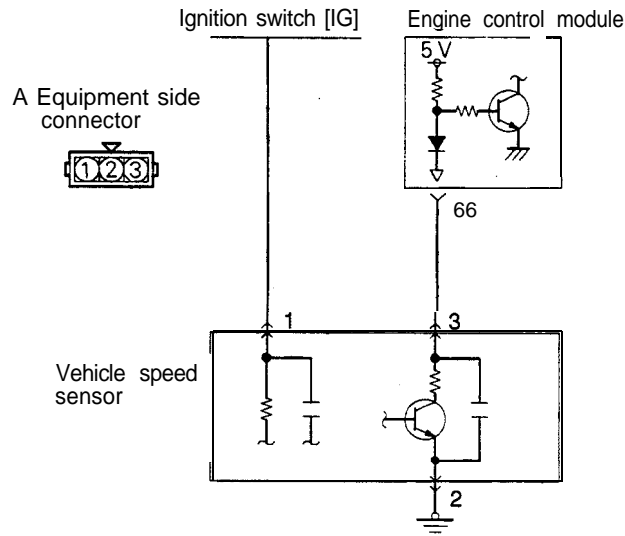 Ignition switch [IG]
Engine control module
5 V
A Equipment side
connector
1 2 3
66
1
3
Vehicle speed
sensor
2